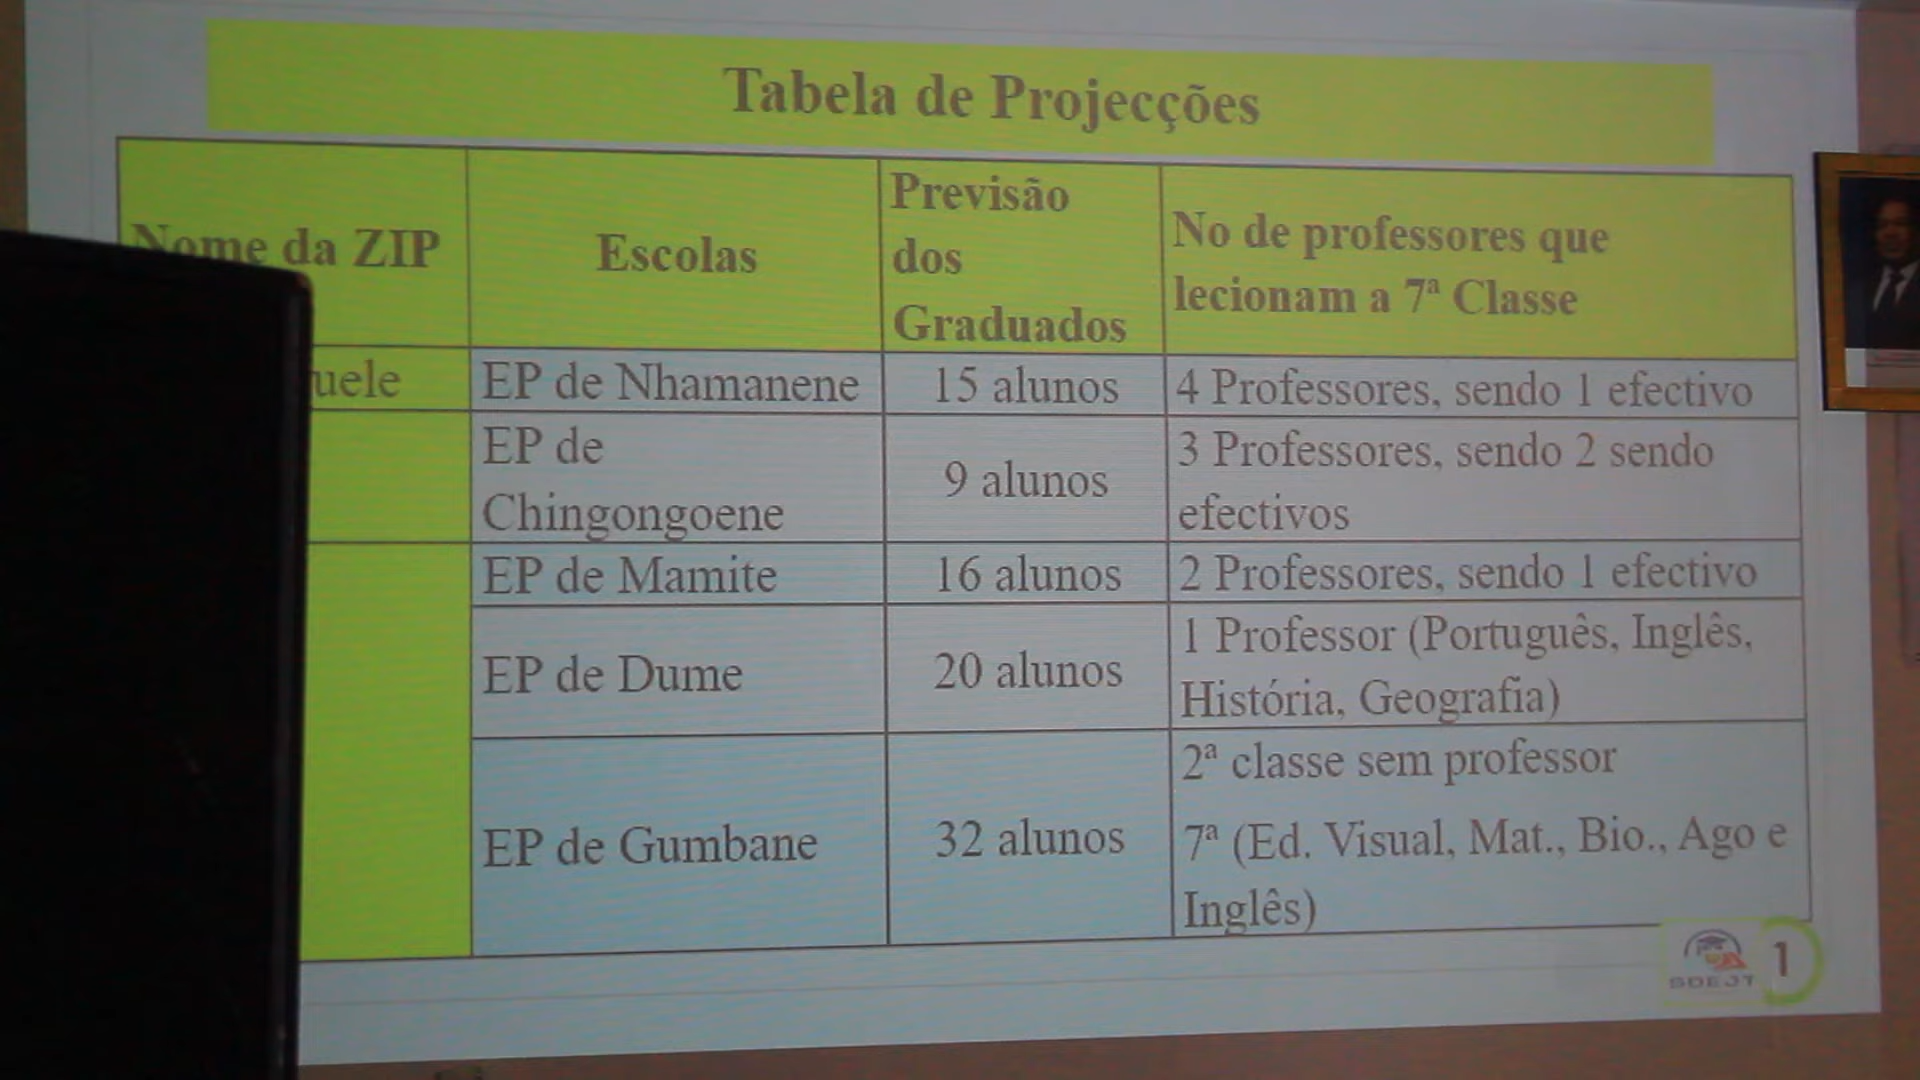 Tabela de Projecções
Nome da ZIP
Escolas
Previsão
dos
Graduados
No de professores que
lecionam a 7ª Classe
uele
EP de Nhamanene
15 alunos
4 Professores, sendo 1 efectivo
EP de
Chingongoene
9 alunos
3 Professores, sendo 2 sendo
efectivos
EP de Mamite
16 alunos
2 Professores, sendo 1 efectivo
EP de Dume
20 alunos
1 Professor (Português, Inglês,
História, Geografia)
EP de Gumbane
32 alunos
2ª classe sem professor
7ª (Ed. Visual, Mat., Bio., Ago e
Inglês)
SDEJT
1